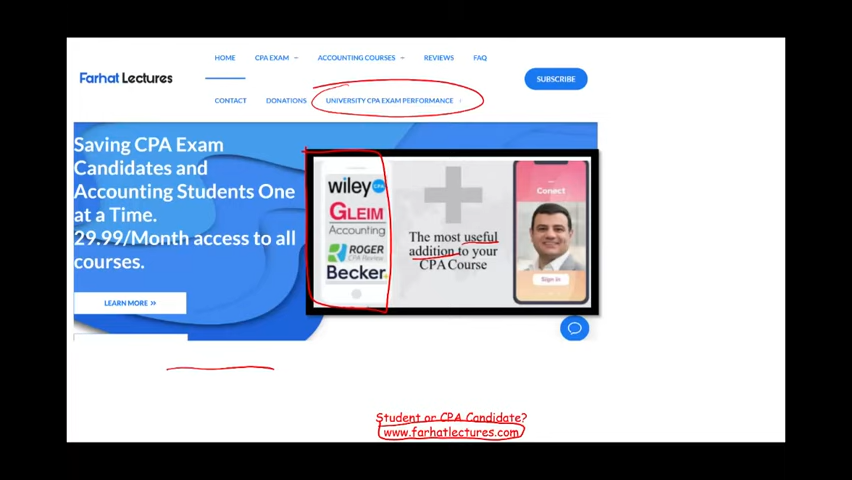 HOME
CPA EXAM
ACCOUNTING COURSES
REVIEWS
FAQ
Farhat Lectures
SUBSCRIBE
CONTACT
DONATIONS
UNIVERSITY CPA EXAM PERFORMANCE
Saving CPA Exam
Candidates and
Accounting Students One
at a Time.
29.99/Month access to all
courses.
LEARN MORE »
wiley CPA
GLEIM
Accounting
ROGER
CPA Review
Becker.
The most useful
addition to your
CPA Course
Conect
Sign in
Student or CPA Candidate?
www.farhatlectures.com